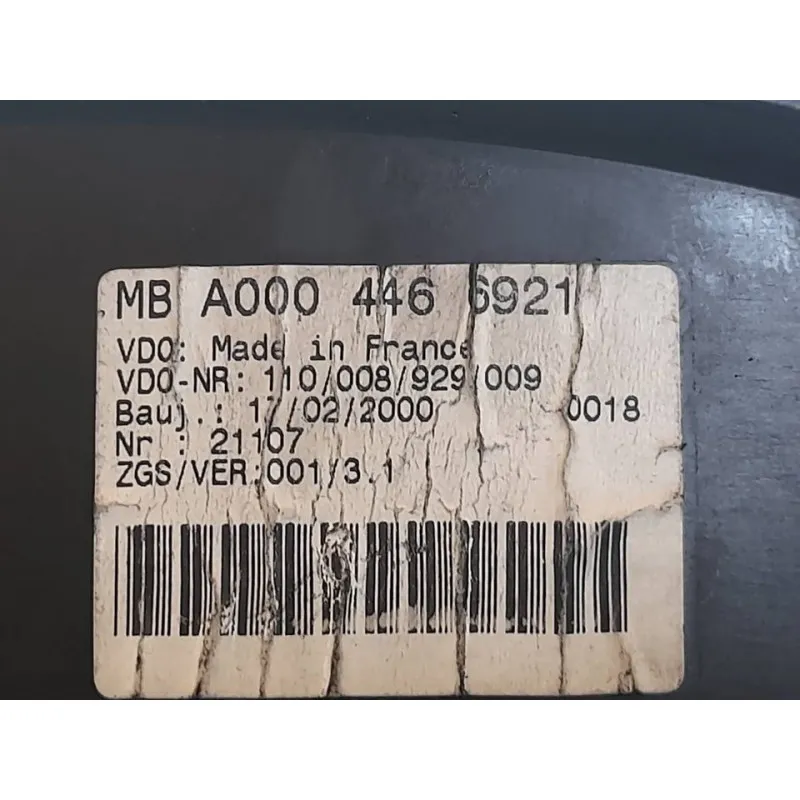 MB A000 446 6921
VDO: Made in France
VDO-NR: 110/008/929/009
Bauj.: 17/02/2000 0018
Nr : 21107
ZGS/VER:001/3.1